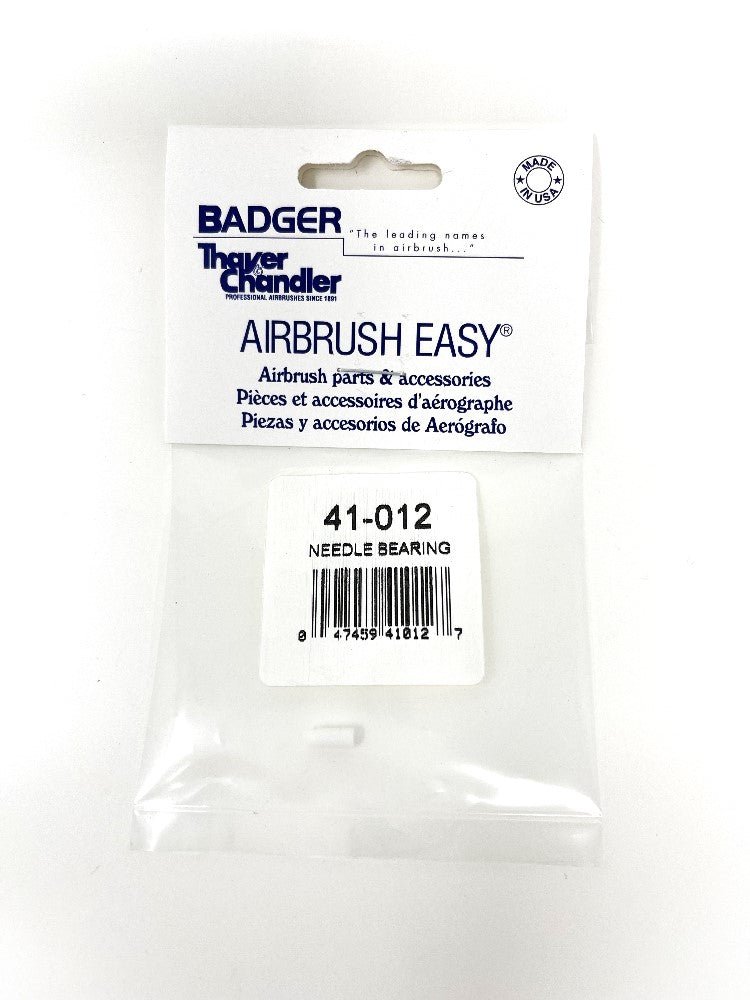 MADE
IN USA
BADGER
"The leading names
in airbrush..."
Thayer
&
Chandler
PROFESSIONAL AIRBRUSHES SINCE 1891
AIRBRUSH EASY®
Airbrush parts & accessories
Pièces et accessoires d'aérographe
Piezas y accesorios de Aerógrafo
41-012
NEEDLE BEARING
0 47459 41012 7